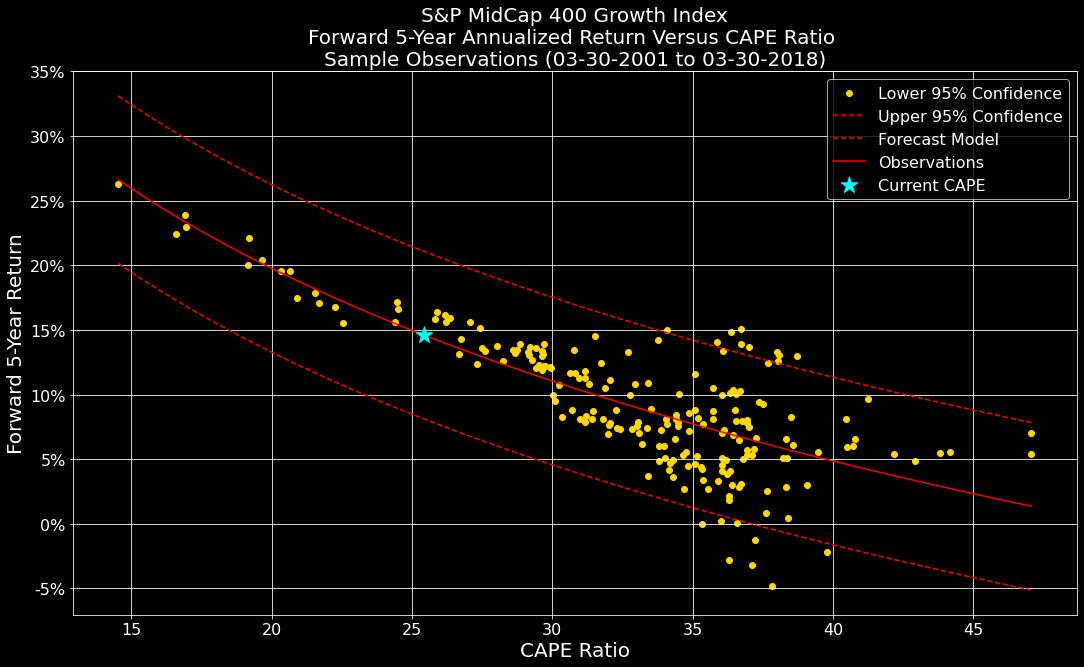 S&P MidCap 400 Growth Index
Forward 5-Year Annualized Return Versus CAPE Ratio
Sample Observations (03-30-2001 to 03-30-2018)
35%
30%
25%
20%
15%
10%
5%
0%
-5%
Forward 5-Year Return
Lower 95% Confidence
Upper 95% Confidence
Forecast Model
Observations
Current CAPE
15 20 25 30 35 40 45
CAPE Ratio